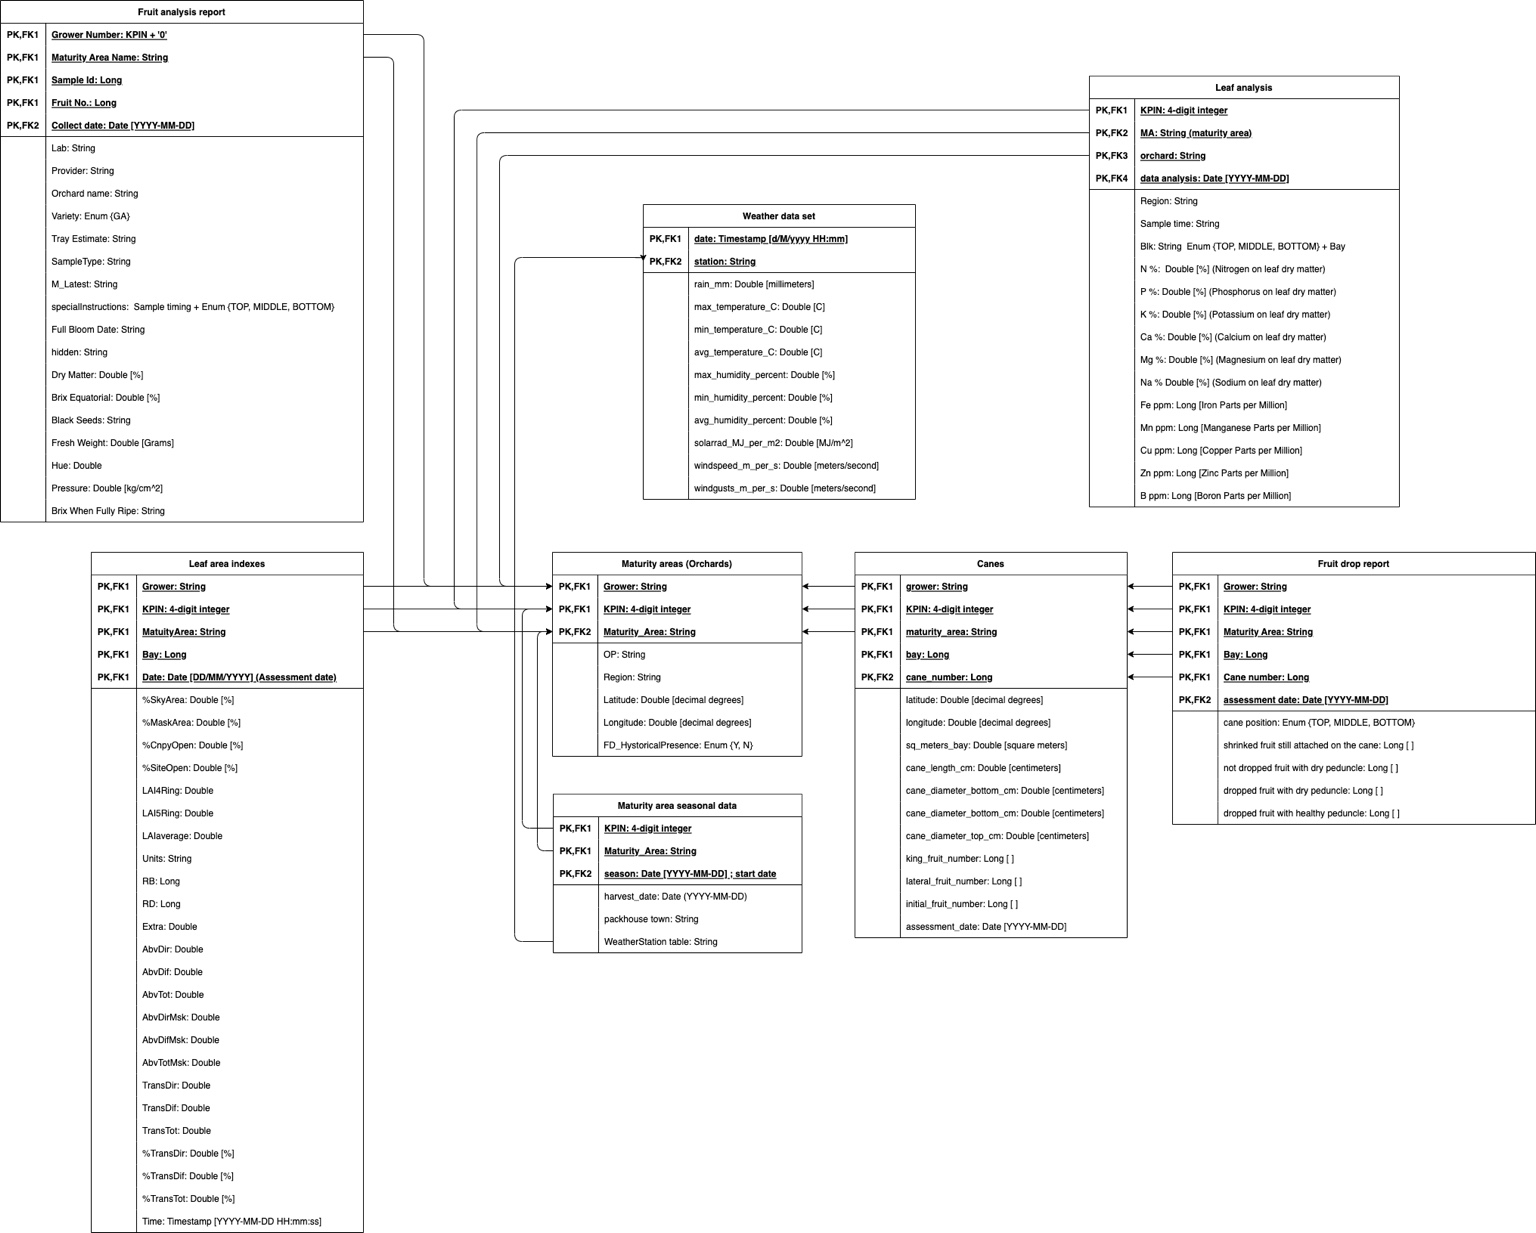 Fruit analysis report
PK,FK1 Grower Number: KPIN + '0'
PK,FK1 Maturity Area Name: String
PK,FK1 Sample Id: Long
PK,FK1 Fruit No.: Long
PK,FK2 Collect date: Date [YYYY-MM-DD]
Lab: String
Provider: String
Orchard name: String
Variety: Enum {GA}
Tray Estimate: String
SampleType: String
M_Latest: String
specialInstructions:  Sample timing + Enum {TOP, MIDDLE, BOTTOM}
Full Bloom Date: String
hidden: String
Dry Matter: Double [%]
Brix Equatorial: Double [%]
Black Seeds: String
Fresh Weight: Double [Grams]
Hue: Double
Pressure: Double [kg/cm^2]
Brix When Fully Ripe: String
Leaf analysis
PK,FK1 KPIN: 4-digit integer
PK,FK2 MA: String (maturity area)
PK,FK3 orchard: String
PK,FK4 data analysis: Date [YYYY-MM-DD]
Region: String
Sample time: String
Blk: String  Enum {TOP, MIDDLE, BOTTOM} + Bay
N %:  Double [%] (Nitrogen on leaf dry matter)
P %: Double [%] (Phosphorus on leaf dry matter)
K %: Double [%] (Potassium on leaf dry matter)
Ca %: Double [%] (Calcium on leaf dry matter)
Mg %: Double [%] (Magnesium on leaf dry matter)
Na % Double [%] (Sodium on leaf dry matter)
Fe ppm: Long [Iron Parts per Million]
Mn ppm: Long [Manganese Parts per Million]
Cu ppm: Long [Copper Parts per Million]
Zn ppm: Long [Zinc Parts per Million]
B ppm: Long [Boron Parts per Million]
Weather data set
PK,FK1 date: Timestamp [d/M/yyyy HH:mm]
PK,FK2 station: String
rain_mm: Double [millimeters]
max_temperature_C: Double [C]
min_temperature_C: Double [C]
avg_temperature_C: Double [C]
max_humidity_percent: Double [%]
min_humidity_percent: Double [%]
avg_humidity_percent: Double [%]
solarrad_MJ_per_m2: Double [MJ/m^2]
windspeed_m_per_s: Double [meters/second]
windgusts_m_per_s: Double [meters/second]
Leaf area indexes
PK,FK1 Grower: String
PK,FK1 KPIN: 4-digit integer
PK,FK1 MatuityArea: String
PK,FK1 Bay: Long
PK,FK1 Date: Date [DD/MM/YYYY] (Assessment date)
%SkyArea: Double [%]
%MaskArea: Double [%]
%CnpyOpen: Double [%]
%SiteOpen: Double [%]
LAI4Ring: Double
LAI5Ring: Double
LAIaverage: Double
Units: String
RB: Long
RD: Long
Extra: Double
AbvDir: Double
AbvDif: Double
AbvTot: Double
AbvDirMsk: Double
AbvDifMsk: Double
AbvTotMsk: Double
TransDir: Double
TransDif: Double
TransTot: Double
%TransDir: Double [%]
%TransDif: Double [%]
%TransTot: Double [%]
Time: Timestamp [YYYY-MM-DD HH:mm:ss]
Maturity areas (Orchards)
PK,FK1 Grower: String
PK,FK1 KPIN: 4-digit integer
PK,FK2 Maturity_Area: String
OP: String
Region: String
Latitude: Double [decimal degrees]
Longitude: Double [decimal degrees]
FD_HystoricalPresence: Enum {Y, N}
Maturity area seasonal data
PK,FK1 KPIN: 4-digit integer
PK,FK1 Maturity_Area: String
PK,FK2 season: Date [YYYY-MM-DD] ; start date
harvest_date: Date (YYYY-MM-DD)
packhouse town: String
WeatherStation table: String
Canes
PK,FK1 grower: String
PK,FK1 KPIN: 4-digit integer
PK,FK1 maturity_area: String
PK,FK1 bay: Long
PK,FK2 cane_number: Long
latitude: Double [decimal degrees]
longitude: Double [decimal degrees]
sq_meters_bay: Double [square meters]
cane_length_cm: Double [centimeters]
cane_diameter_bottom_cm: Double [centimeters]
cane_diameter_bottom_cm: Double [centimeters]
cane_diameter_top_cm: Double [centimeters]
king_fruit_number: Long [ ]
lateral_fruit_number: Long [ ]
initial_fruit_number: Long [ ]
assessment_date: Date [YYYY-MM-DD]
Fruit drop report
PK,FK1 Grower: String
PK,FK1 KPIN: 4-digit integer
PK,FK1 Maturity Area: String
PK,FK1 Bay: Long
PK,FK1 Cane number: Long
PK,FK2 assessment date: Date [YYYY-MM-DD]
cane position: Enum {TOP, MIDDLE, BOTTOM}
shrinked fruit still attached on the cane: Long [ ]
not dropped fruit with dry peduncle: Long [ ]
dropped fruit with dry peduncle: Long [ ]
dropped fruit with healthy peduncle: Long [ ]